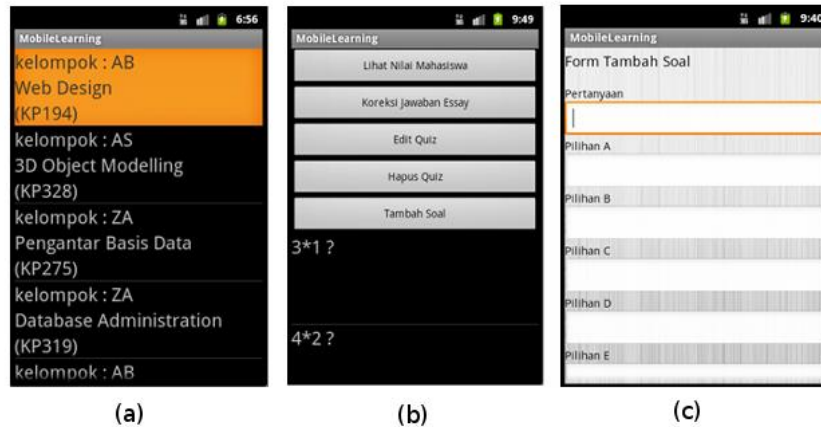 6:56
MobileLearning
kelompok : AB
Web Design
(KP194)
kelompok : AS
3D Object Modelling
(KP328)
kelompok : ZA
Pengantar Basis Data
(KP275)
kelompok : ZA
Database Administration
(KP319)
kelompok : AB
(a)
9:49
MobileLearning
Lihat Nilai Mahasiswa
Koreksi Jawaban Essay
Edit Quiz
Hapus Quiz
Tambah Soal
3*1 ?
4*2 ?
(b)
9:40
MobileLearning
Form Tambah Soal
Pertanyaan
Pilihan A
Pilihan B
Pilihan C
Pilihan D
Pilihan E
(c)